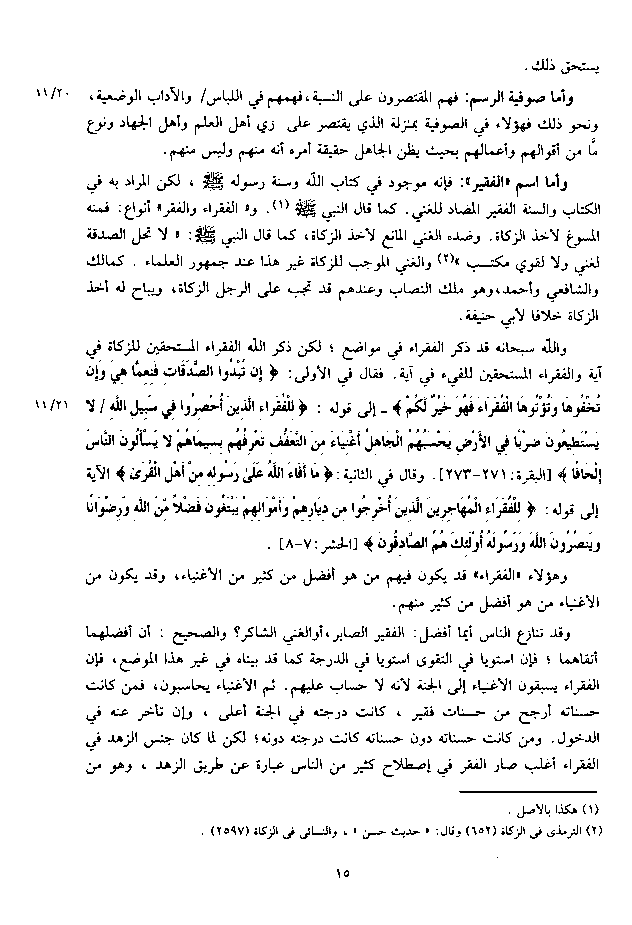 يستحق ذلك .
وأما صوفية الرسم: فهم المقتصرون على النسبة، فهمهم في اللباس/ والآداب الوضعية، ١١/٢٠
ونحو ذلك فهؤلاء في الصوفية بمنزلة الذي يقتصر على زي أهل العلم وأهل الجهاد ونوع
مَّا من أقوالهم وأعمالهم بحيث يظن الجاهل حقيقة أمره أنه منهم وليس منهم.
وأما اسم «الفقير»: فإنه موجود في كتاب الله وسنة رسوله ﷺ ، لكن المراد به في
الكتاب والسنة الفقير المضاد للغني. كما قال النبي ﷺ (١). و« الفقراء والفقر» أنواع: فمنه
المسوغ لأخذ الزكاة. وضده الغني المانع لأخذ الزكاة، كما قال النبي ﷺ: « لا تحل الصدقة
لغني ولا لقوي مكتسب »(٢) والغني الموجب للزكاة غير هذا عند جمهور العلماء . كمالك
والشافعي وأحمد،وهو ملك النصاب وعندهم قد تجب على الرجل الزكاة، ويباح له أخذ
الزكاة خلافا لأبي حنيفة.
والله سبحانه قد ذكر الفقراء في مواضع ؛ لكن ذكر الله الفقراء المستحقين للزكاة في
آية والفقراء المستحقين للفيء في آية. فقال في الأولى: ﴿ إِن تُبْدُوا الصَّدَقَاتِ فَنِعِمَّا هِيَ وَإِن
تُخْفُوهَا وَتُؤْتُوهَا الْفُقَرَاءَ فَهُوَ خَيْرٌ لَّكُمْ ﴾ ـ إلى قوله : ﴿ لِلْفُقَرَاءِ الَّذِينَ أُحْصِرُوا فِي سَبِيلِ اللَّهِ / لا ١١/٢١
يَسْتَطِيعُونَ ضَرْبًا فِي الأَرْضِ يَحْسَبُهُمُ الْجَاهِلُ أَغْنِيَاءَ مِنَ التَّعَفُّفِ تَعْرِفُهُم بِسِيمَاهُمْ لا يَسْأَلُونَ النَّاسَ
إِلْحَافًا ﴾ [البقرة: ٢٧١-٢٧٣]. وقال في الثانية: ﴿ مَا أَفَاءَ اللَّهُ عَلَىٰ رَسُولِهِ مِنْ أَهْلِ الْقُرَىٰ ﴾ الآية
إلى قوله: ﴿ لِلْفُقَرَاءِ الْمُهَاجِرِينَ الَّذِينَ أُخْرِجُوا مِن دِيَارِهِمْ وَأَمْوَالِهِمْ يَبْتَغُونَ فَضْلاً مِّنَ اللَّهِ وَرِضْوَانًا
وَيَنصُرُونَ اللَّهَ وَرَسُولَهُ أُوْلَئِكَ هُمُ الصَّادِقُونَ ﴾ [الحشر: ٧-٨] .
وهؤلاء «الفقراء» قد يكون فيهم من هو أفضل من كثير من الأغنياء، وقد يكون من
الأغنياء من هو أفضل من كثير منهم.
وقد تنازع الناس أيما أفضل: الفقير الصابر،أوالغني الشاكر؟ والصحيح : أن أفضلهما
أتقاهما ؛ فإن استويا في التقوى استويا في الدرجة كما قد بيناه في غير هذا الموضع، فإن
الفقراء يسبقون الأغنياء إلى الجنة لأنه لا حساب عليهم. ثم الأغنياء يحاسبون، فمن كانت
حسناته أرجح من حسنات فقير ، كانت درجته في الجنة أعلى ، وإن تأخر عنه في
الدخول. ومن كانت حسناته دون حسناته كانت درجته دونه؛ لكن لما كان جنس الزهد في
الفقراء أغلب صار الفقر في إصطلاح كثير من الناس عبارة عن طريق الزهد ، وهو من
(١) هكذا بالأصل .
(٢) الترمذى فى الزكاة (٦٥٢) وقال: « حديث حسن » ، والنسائى فى الزكاة (٢٥٩٧) .
١٥